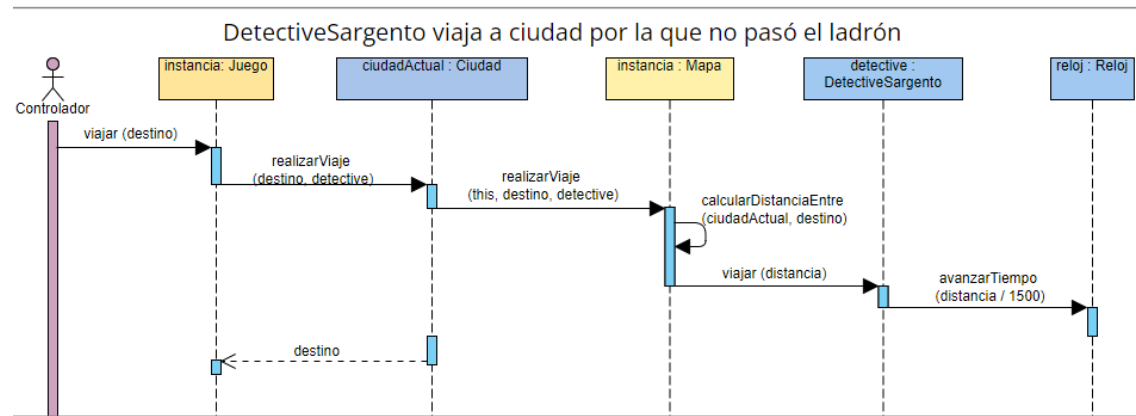 DetectiveSargento viaja a ciudad por la que no pasó el ladrón
instancia: Juego
ciudadActual : Ciudad
instancia : Mapa
detective :
DetectiveSargento
reloj : Reloj
Controlador
viajar (destino)
realizarViaje
(destino, detective)
realizarViaje
(this, destino, detective)
calcularDistanciaEntre
(ciudadActual, destino)
viajar (distancia)
avanzarTiempo
(distancia / 1500)
destino